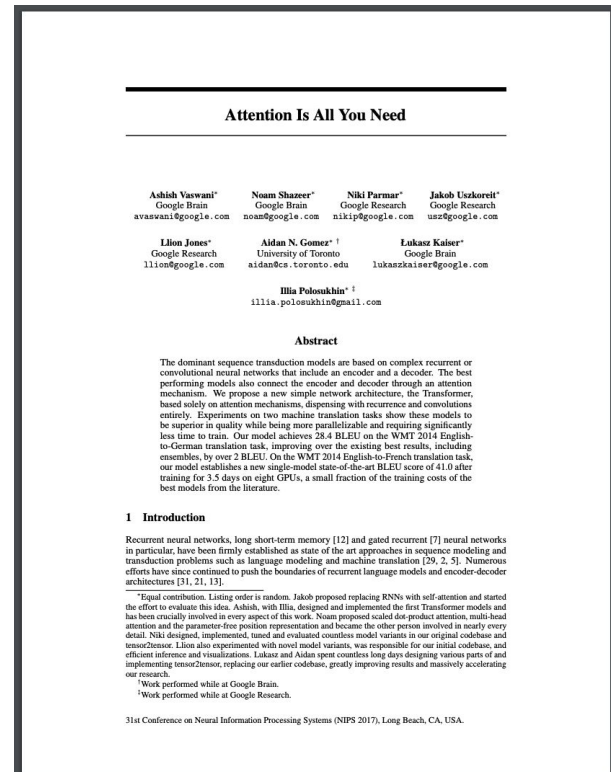 Attention Is All You Need
Ashish Vaswani* Noam Shazeer* Niki Parmar* Jakob Uszkoreit*
Google Brain Google Brain Google Research Google Research
avaswani@google.com noam@google.com nikip@google.com usz@google.com
Llion Jones* Aidan N. Gomez* † Łukasz Kaiser*
Google Research University of Toronto Google Brain
llion@google.com aidan@cs.toronto.edu lukaszkaiser@google.com
Illia Polosukhin* ‡
illia.polosukhin@gmail.com
Abstract
The dominant sequence transduction models are based on complex recurrent or
convolutional neural networks that include an encoder and a decoder. The best
performing models also connect the encoder and decoder through an attention
mechanism. We propose a new simple network architecture, the Transformer,
based solely on attention mechanisms, dispensing with recurrence and convolutions
entirely. Experiments on two machine translation tasks show these models to
be superior in quality while being more parallelizable and requiring significantly
less time to train. Our model achieves 28.4 BLEU on the WMT 2014 English-
to-German translation task, improving over the existing best results, including
ensembles, by over 2 BLEU. On the WMT 2014 English-to-French translation task,
our model establishes a new single-model state-of-the-art BLEU score of 41.0 after
training for 3.5 days on eight GPUs, a small fraction of the training costs of the
best models from the literature.
1 Introduction
Recurrent neural networks, long short-term memory [12] and gated recurrent [7] neural networks
in particular, have been firmly established as state of the art approaches in sequence modeling and
transduction problems such as language modeling and machine translation [29, 2, 5]. Numerous
efforts have since continued to push the boundaries of recurrent language models and encoder-decoder
architectures [31, 21, 13].
*Equal contribution. Listing order is random. Jakob proposed replacing RNNs with self-attention and started
the effort to evaluate this idea. Ashish, with Illia, designed and implemented the first Transformer models and
has been crucially involved in every aspect of this work. Noam proposed scaled dot-product attention, multi-head
attention and the parameter-free position representation and became the other person involved in nearly every
detail. Niki designed, implemented, tuned and evaluated countless model variants in our original codebase and
tensor2tensor. Llion also experimented with novel model variants, was responsible for our initial codebase, and
efficient inference and visualizations. Lukasz and Aidan spent countless long days designing various parts of and
implementing tensor2tensor, replacing our earlier codebase, greatly improving results and massively accelerating
our research.
†Work performed while at Google Brain.
‡Work performed while at Google Research.
31st Conference on Neural Information Processing Systems (NIPS 2017), Long Beach, CA, USA.